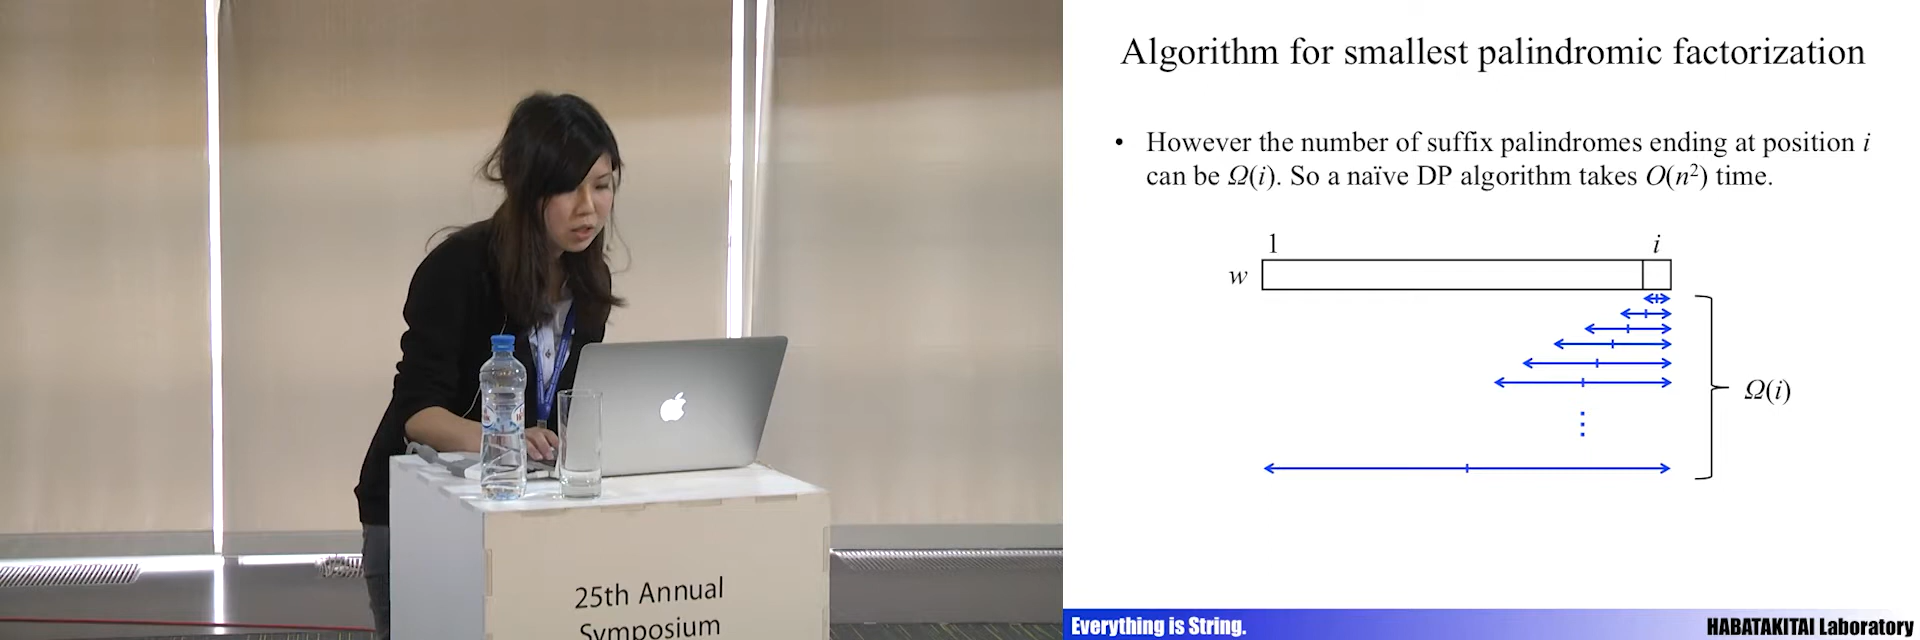 Algorithm for smallest palindromic factorization
• However the number of suffix palindromes ending at position i
can be Ω(i). So a naïve DP algorithm takes O(n²) time.
1 i
w
Ω(i)
Everything is String.
HABATAKITAI Laboratory
25th Annual
Symposium